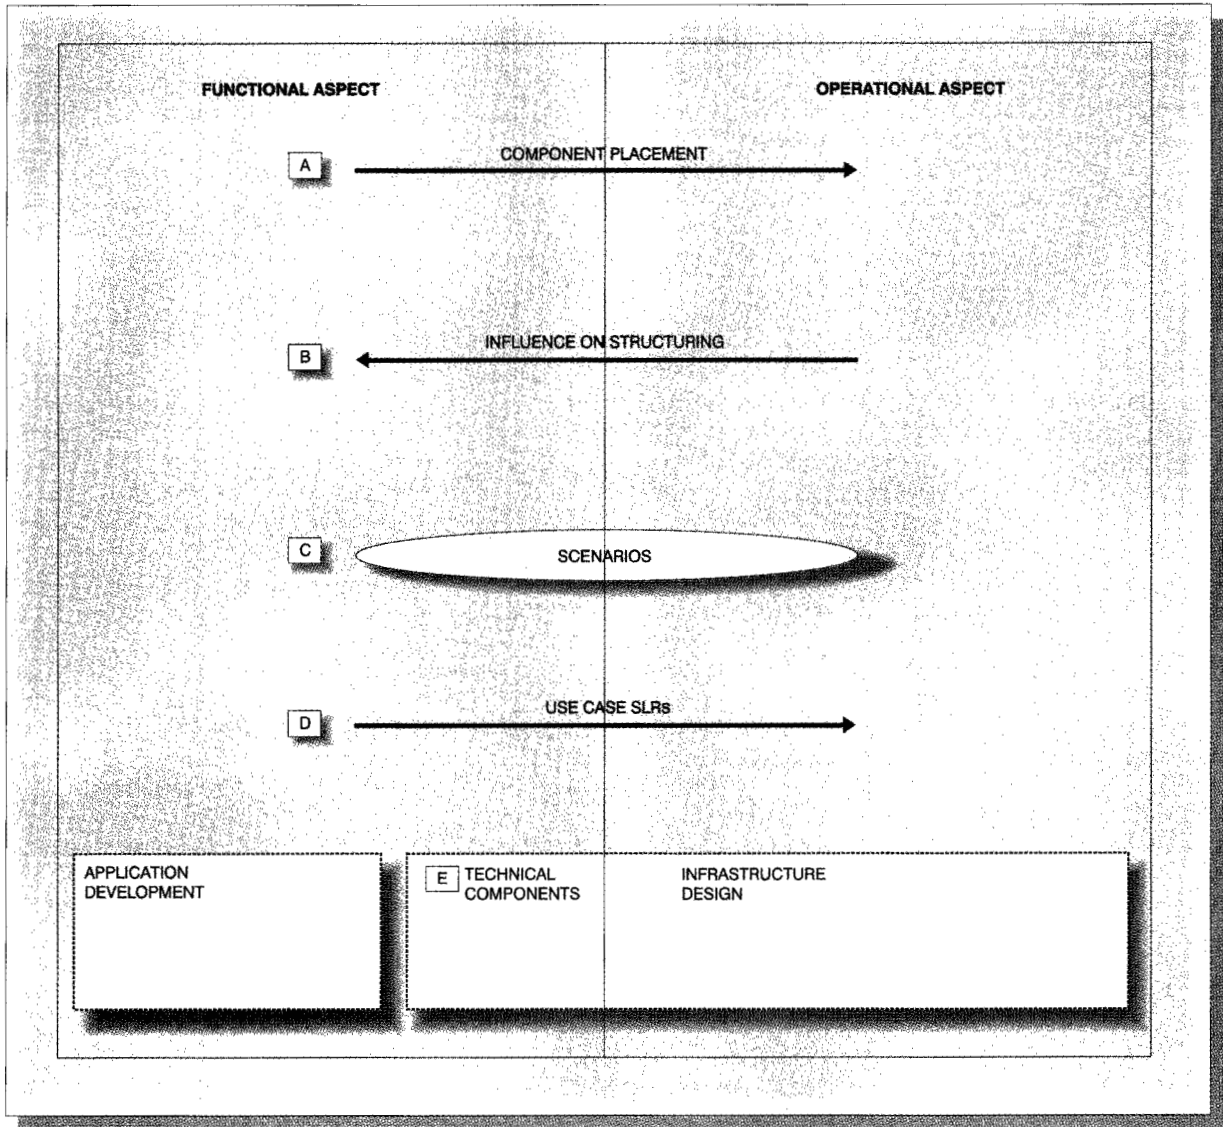 FUNCTIONAL ASPECT
OPERATIONAL ASPECT
A
COMPONENT PLACEMENT
B
INFLUENCE ON STRUCTURING
C
SCENARIOS
D
USE CASE SLRs
APPLICATION
DEVELOPMENT
E
TECHNICAL
COMPONENTS
INFRASTRUCTURE
DESIGN